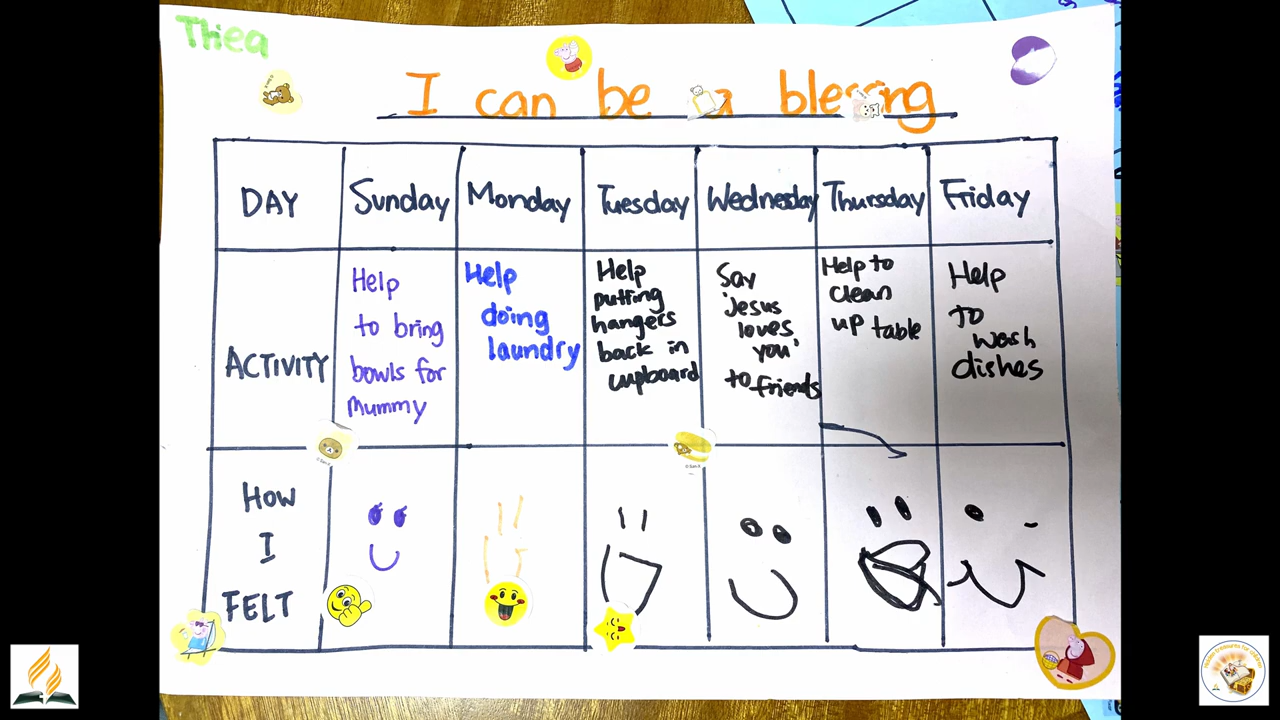 Thea
I can be a blessing
DAY
Sunday
Monday
Tuesday
Wednesday
Thursday
Friday
ACTIVITY
Help
to bring
bowls for
Mummy
Help
doing
laundry
Help
putting
hangers
back in
cupboard
Say
'Jesus
loves
you'
to friends
Help to
clean
up table
Help
to
wash
dishes
HOW
I
FELT